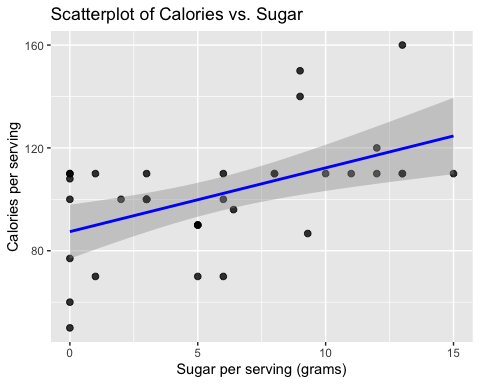 Scatterplot of Calories vs. Sugar
160
120
80
Calories per serving
0 5 10 15
Sugar per serving (grams)